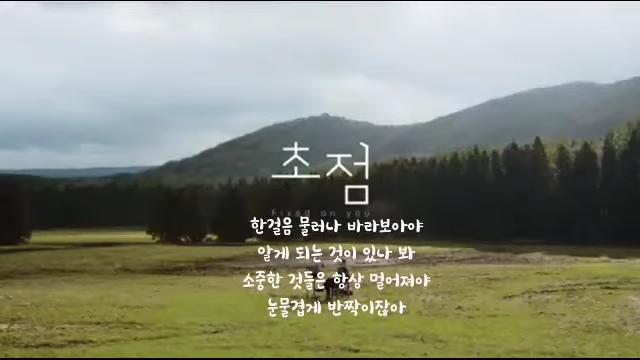 초점
Fixed on you
한걸음 물러나 바라보아야
알게 되는 것이 있나 봐
소중한 것들은 항상 멀어져야
눈물겹게 반짝이잖아